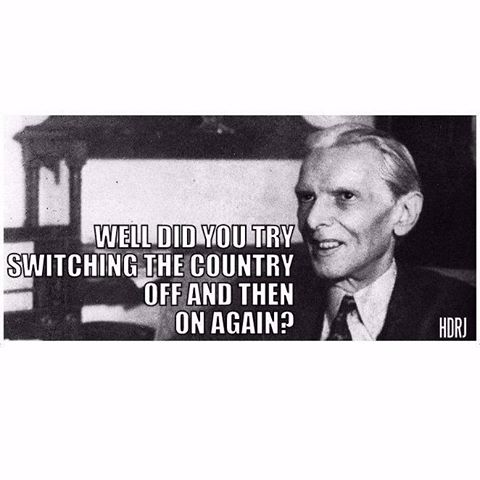 WELL DID YOU TRY
SWITCHING THE COUNTRY
OFF AND THEN
ON AGAIN?
HDRJ